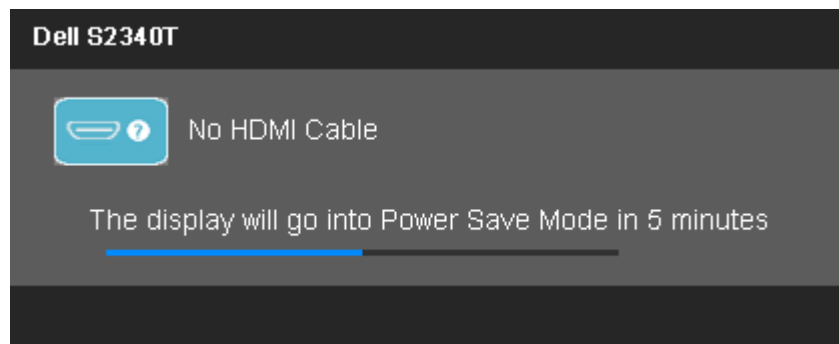 Dell S2340T
? No HDMI Cable
The display will go into Power Save Mode in 5 minutes